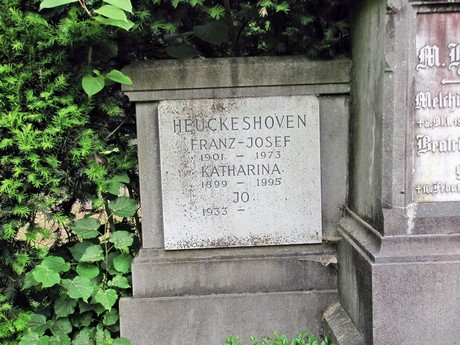 HEUCKESHOVEN
FRANZ-JOSEF
1901 – 1973
KATHARINA
1899 – 1995
JO
1933 –